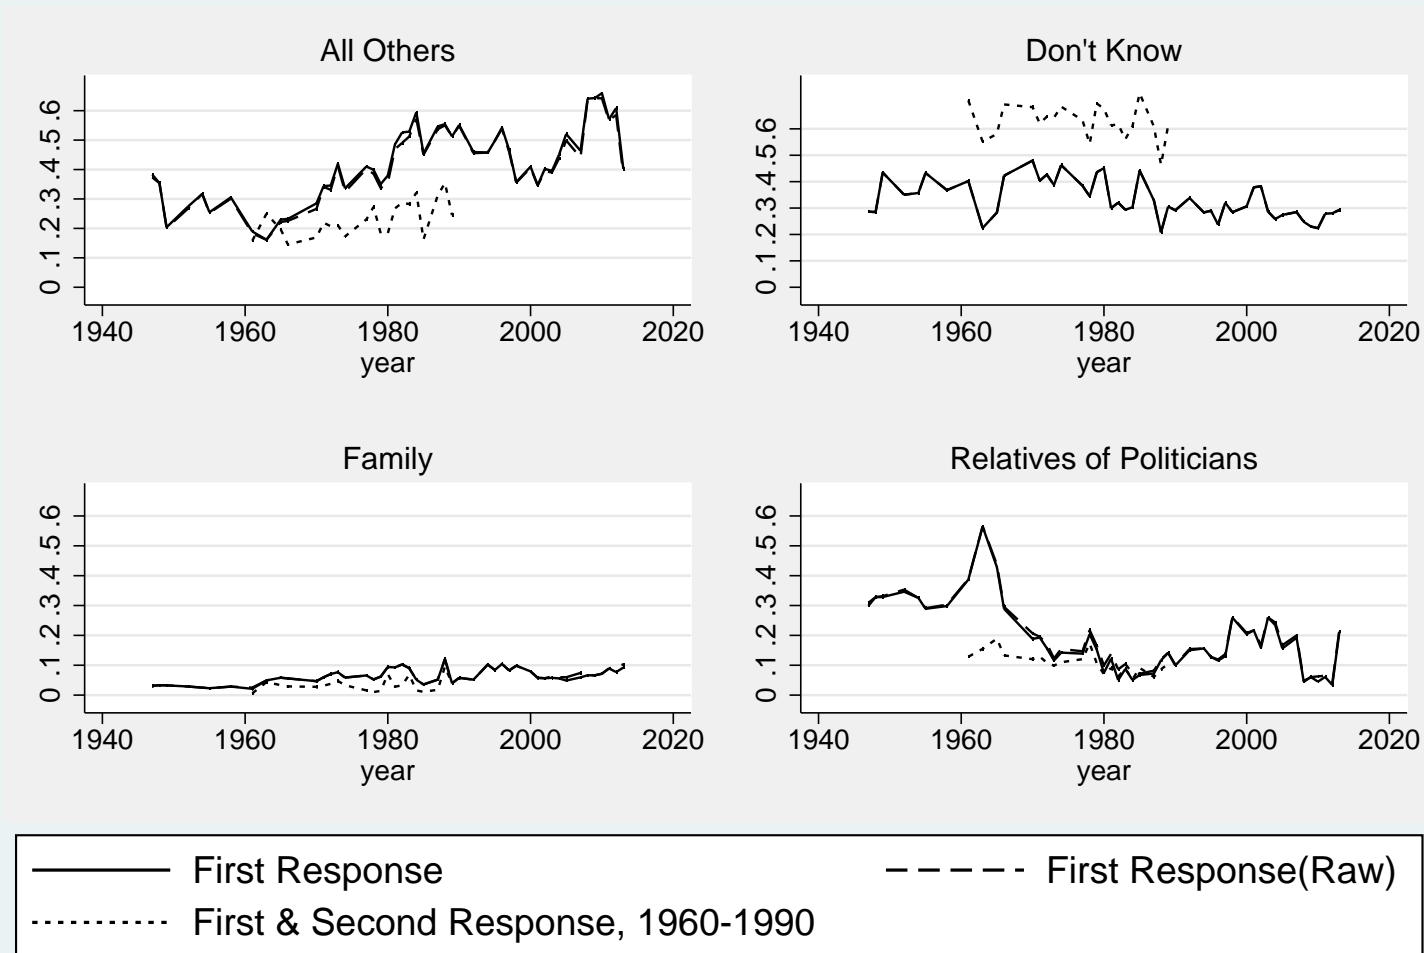 All Others
0 .1 .2 .3 .4 .5 .6
1940 1960 1980 2000 2020
year
Don't Know
0 .1 .2 .3 .4 .5 .6
1940 1960 1980 2000 2020
year
Family
0 .1 .2 .3 .4 .5 .6
1940 1960 1980 2000 2020
year
Relatives of Politicians
0 .1 .2 .3 .4 .5 .6
1940 1960 1980 2000 2020
year
First Response
First Response(Raw)
First & Second Response, 1960-1990